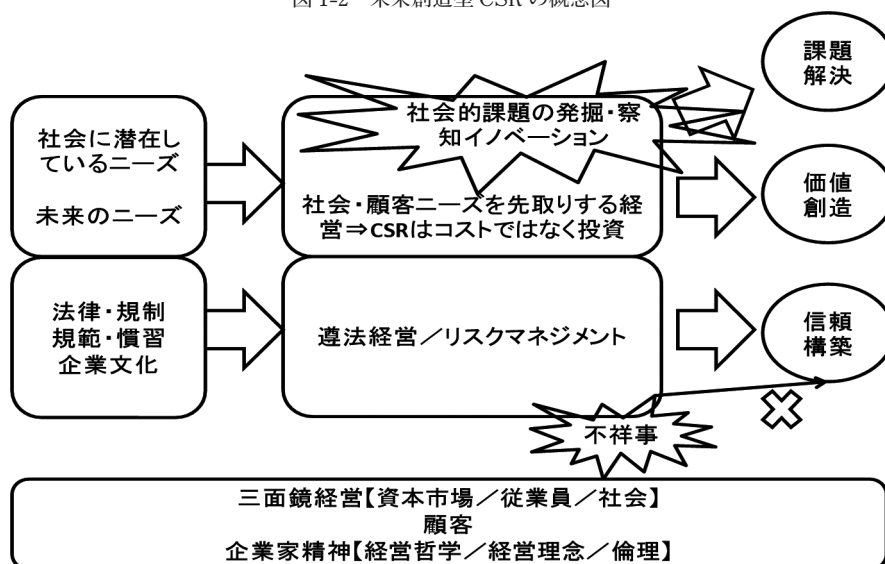 図 1-2　未来創造型 CSR の概念図
課題
解決
社会的課題の発掘・察
知イノベーション
社会に潜在し
ているニーズ
未来のニーズ
社会・顧客ニーズを先取りする経
営⇒CSRはコストではなく投資
価値
創造
法律・規制
規範・慣習
企業文化
遵法経営／リスクマネジメント
信頼
構築
不祥事
三面鏡経営【資本市場／従業員／社会】
顧客
企業家精神【経営哲学／経営理念／倫理】